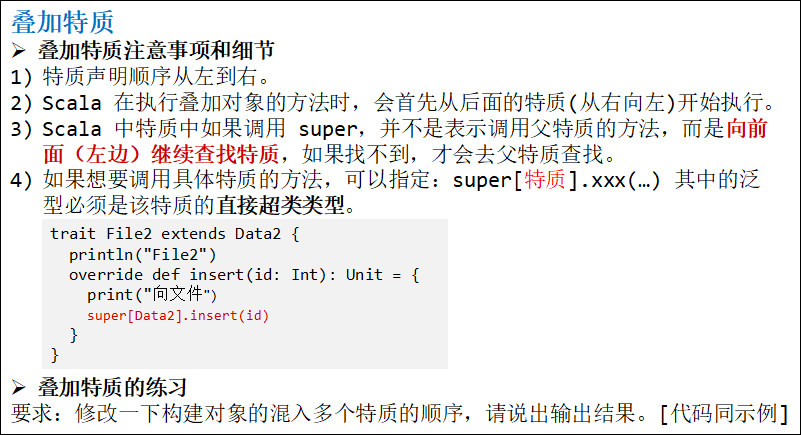 叠加特质
➢ 叠加特质注意事项和细节
1) 特质声明顺序从左到右。
2) Scala 在执行叠加对象的方法时，会首先从后面的特质(从右向左)开始执行。
3) Scala 中特质中如果调用 super，并不是表示调用父特质的方法，而是向前
面（左边）继续查找特质，如果找不到，才会去父特质查找。
4) 如果想要调用具体特质的方法，可以指定：super[特质].xxx(…) 其中的泛
型必须是该特质的直接超类类型。
trait File2 extends Data2 {
println("File2")
override def insert(id: Int): Unit = {
print("向文件")
super[Data2].insert(id)
}
}
➢ 叠加特质的练习
要求：修改一下构建对象的混入多个特质的顺序，请说出输出结果。[代码同示例]